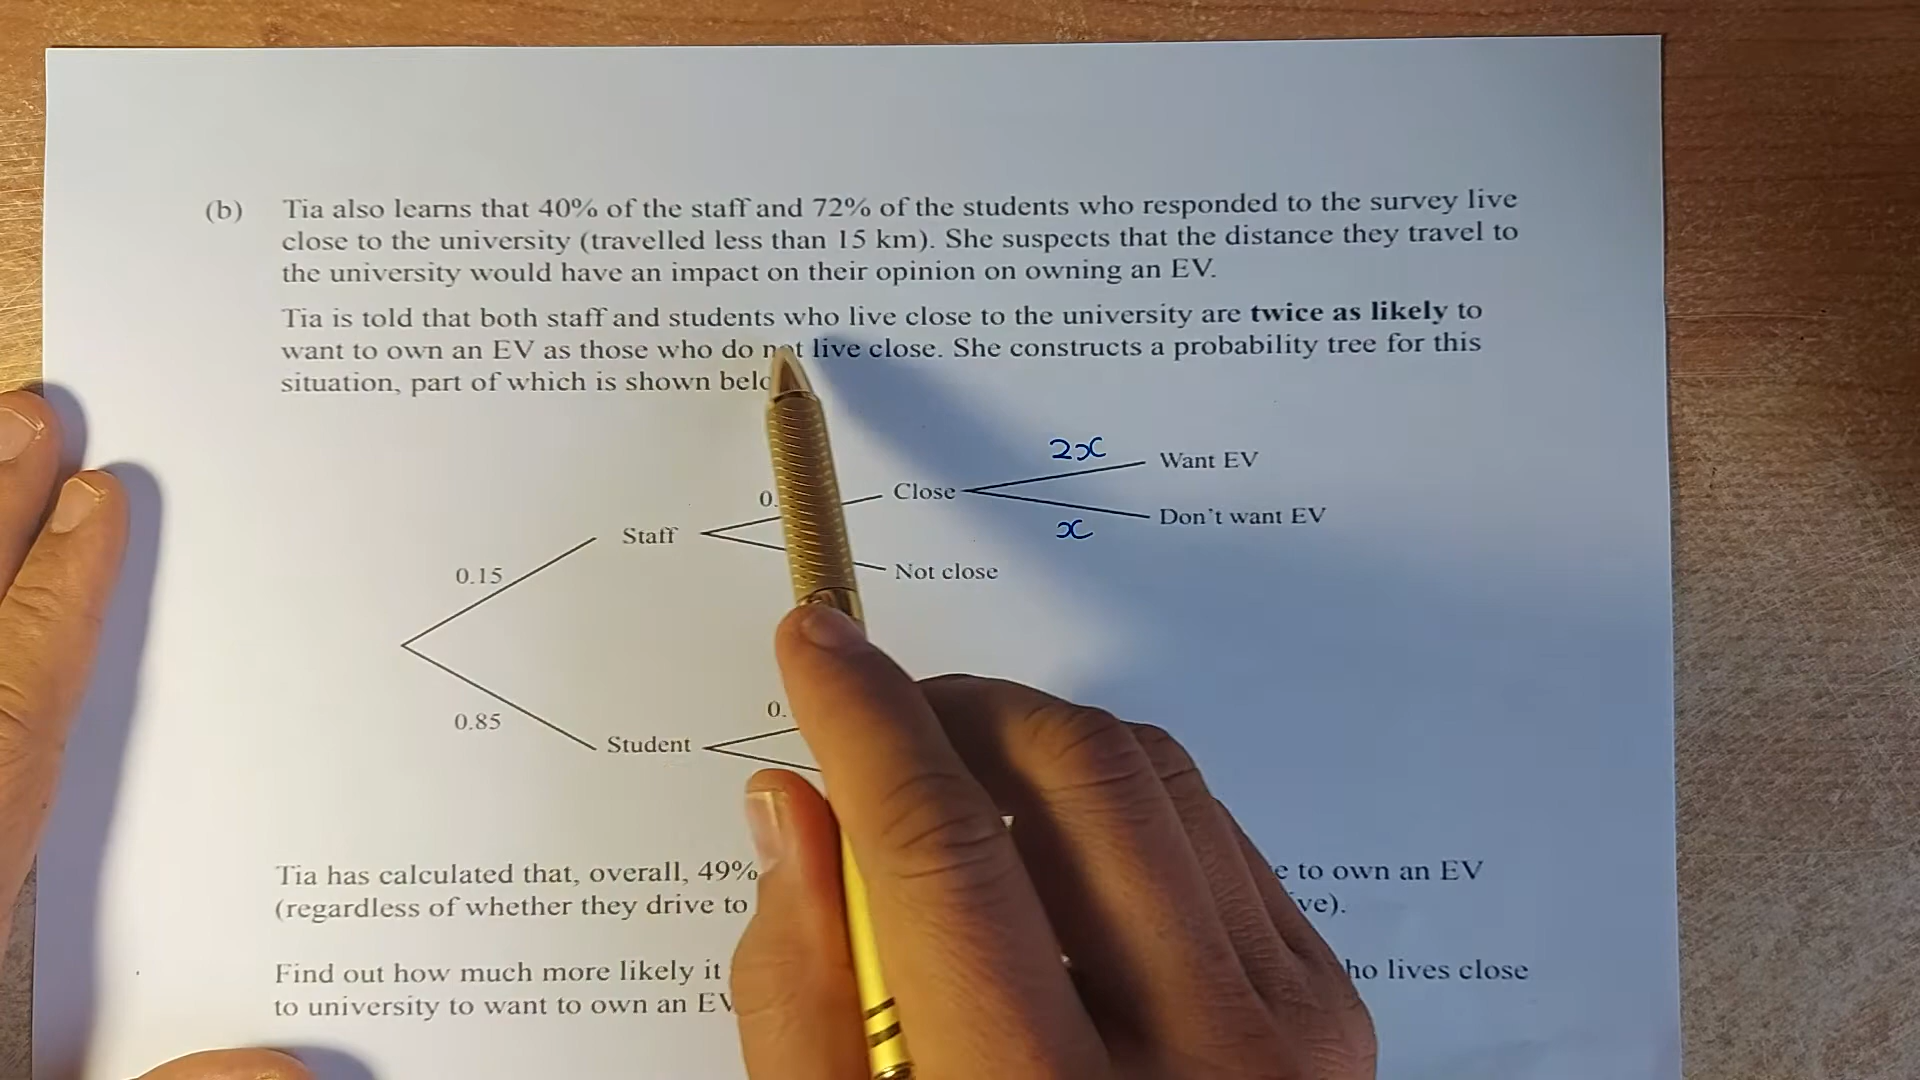 (b) Tia also learns that 40% of the staff and 72% of the students who responded to the survey live
close to the university (travelled less than 15 km). She suspects that the distance they travel to
the university would have an impact on their opinion on owning an EV.
Tia is told that both staff and students who live close to the university are twice as likely to
want to own an EV as those who do not live close. She constructs a probability tree for this
situation, part of which is shown
2x
Want EV
0.
Close
Don't want EV
x
Staff
0.15
Not close
0.85
0.
Student
Tia has calculated that, overall, 49% to own an EV
(regardless of whether they drive to
Find out how much more likely it lives close
to university to want to own an EV